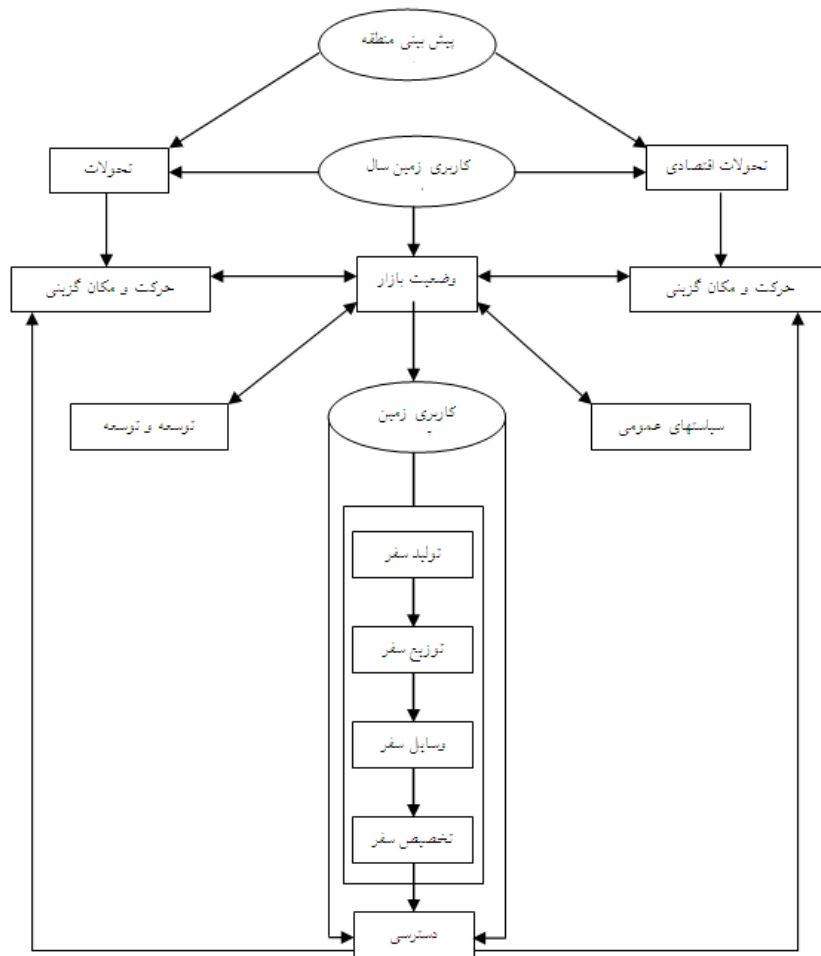 پیش بینی منطقه
تحولات
کاربری زمین سال
تحولات اقتصادی
حرکت و مکان گزینی
وضعیت بازار
حرکت و مکان گزینی
توسعه و توسعه
کاربری زمین
سیاستهای عمومی
تولید سفر
توزیع سفر
وسایل سفر
تخصیص سفر
دسترسی